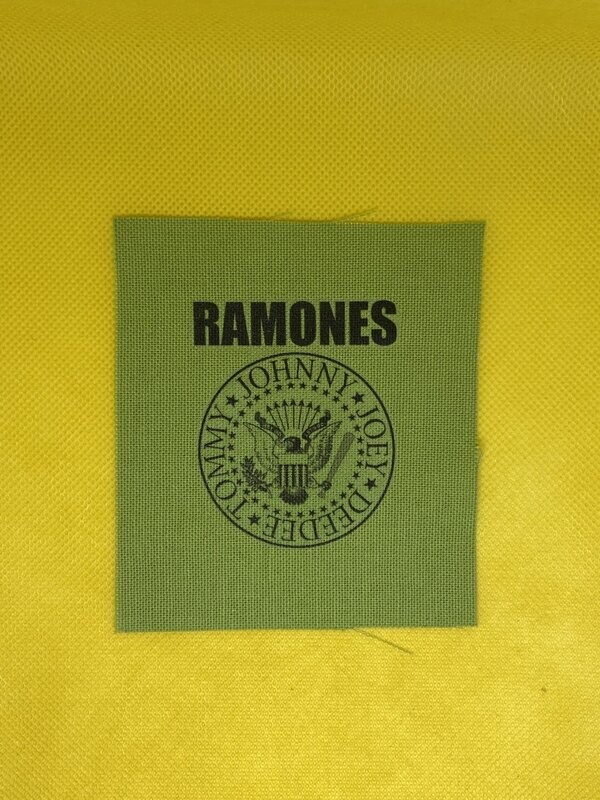 RAMONES
JOHNNY ★ JOEY ★ DEEDEE ★ TOMMY ★